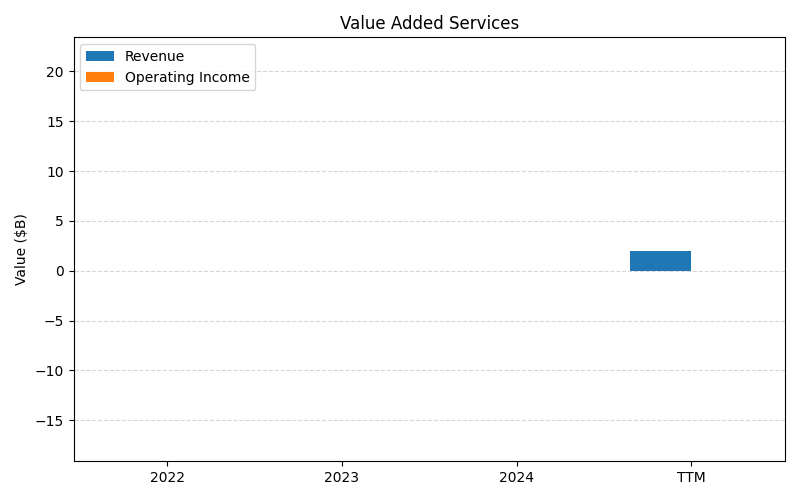 Value Added Services
Revenue
Operating Income
Value ($B)
20
15
10
5
0
−5
−10
−15
2022 2023 2024 TTM